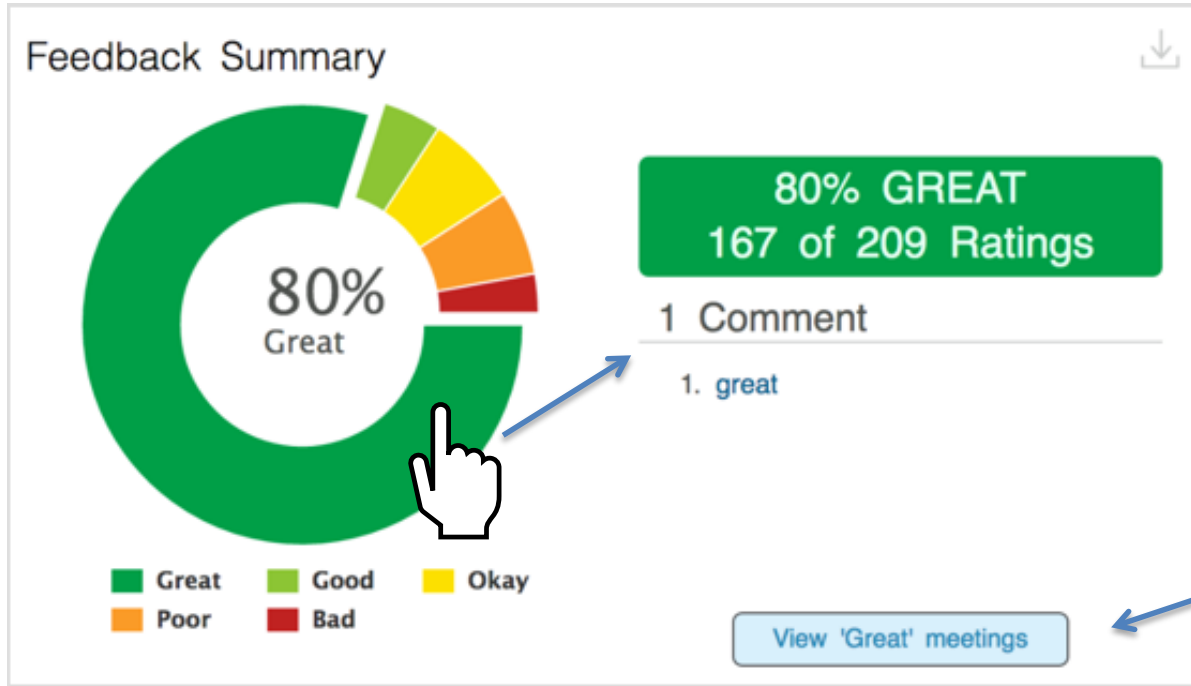 Feedback Summary
80%
Great
80% GREAT
167 of 209 Ratings
1 Comment
1. great
Great Good Okay
Poor Bad
View 'Great' meetings